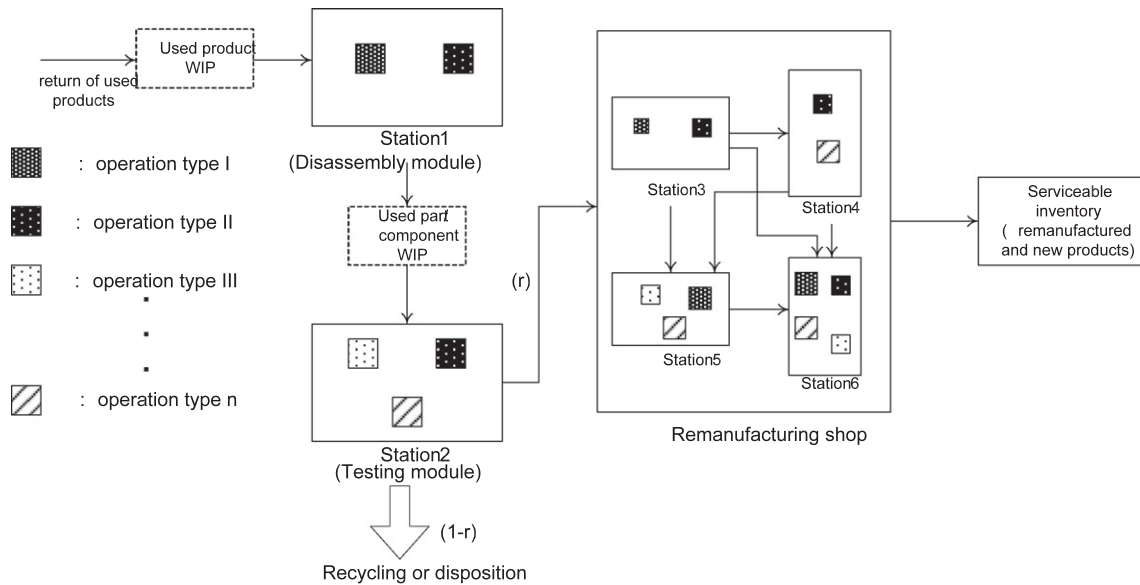 Used product
WIP
return of used
products
Station1
(Disassembly module)
: operation type I
: operation type II
: operation type III
: operation type n
Used part/
component
WIP
(r)
Station2
(Testing module)
(1-r)
Recycling or disposition
Station3
Station4
Station5
Station6
Remanufacturing shop
Serviceable
inventory
( remanufactured
and new products)